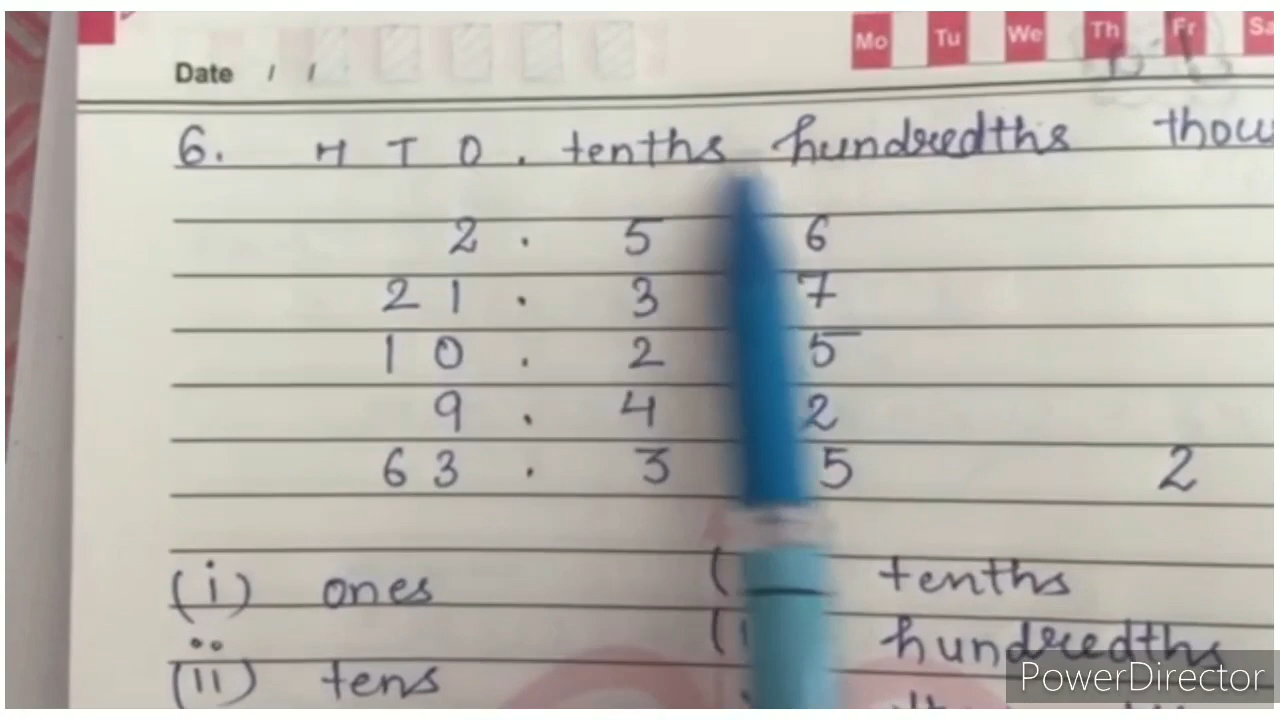 Mo Tu We Th Fr Sa
Date / /
6. H T O . tenths hundredths thou
2 . 5 6
2 1 . 3 7
1 0 . 2 5
9 . 4 2
6 3 . 3 5 2
(i) ones ( tenths
(ii) tens ( hundredths
PowerDirector